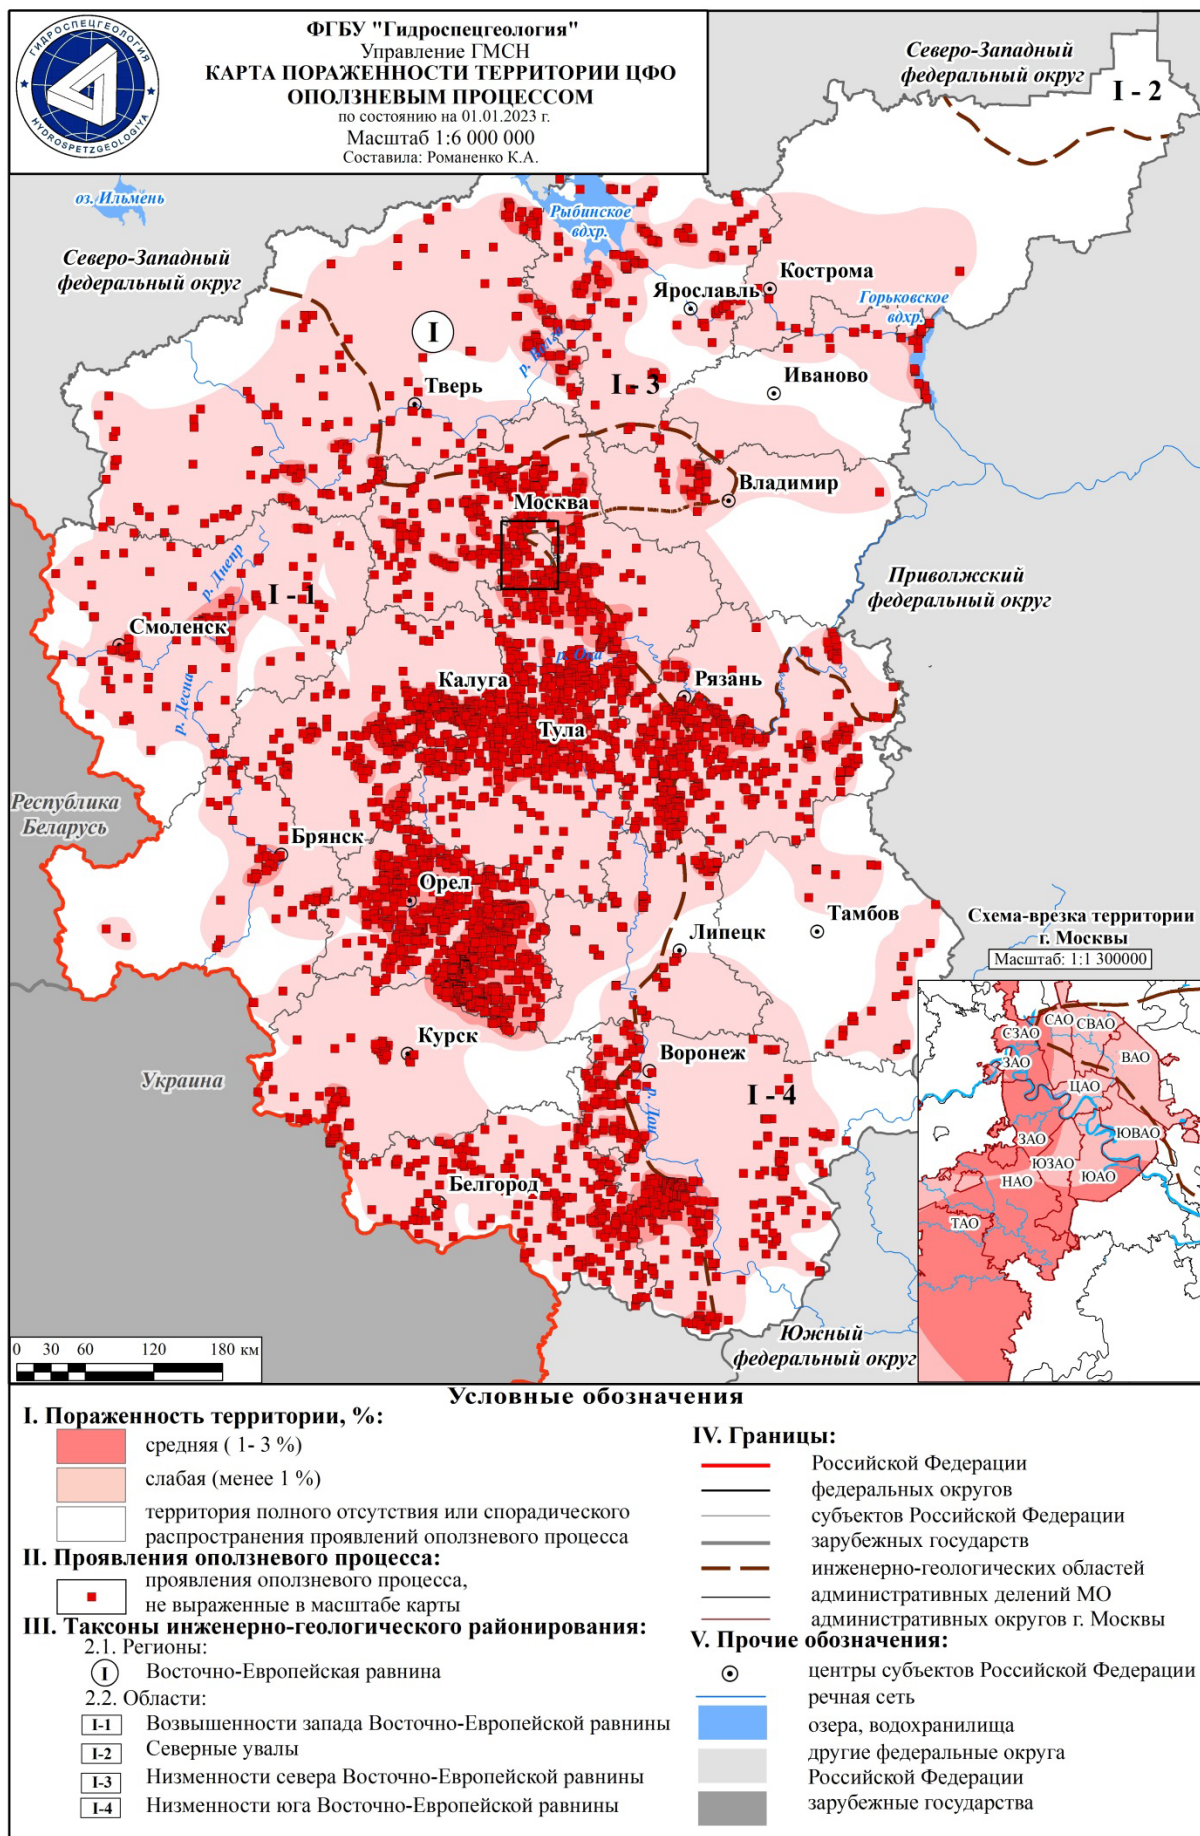 ГИДРОСПЕЦГЕОЛОГИЯ
HYDROSPETZGEOLOGIYA
ФГБУ "Гидроспецгеология"
Управление ГМСН
КАРТА ПОРАЖЕННОСТИ ТЕРРИТОРИИ ЦФО
ОПОЛЗНЕВЫМ ПРОЦЕССОМ
по состоянию на 01.01.2023 г.
Масштаб 1:6 000 000
Составила: Романенко К.А.
Северо-Западный
федеральный округ
I - 2
оз. Ильмень
Рыбинское
вдхр.
Северо-Западный
федеральный округ
Кострома
Ярославль
Горьковское
вдхр.
I
р. Волга
Иваново
I - 3
Тверь
Владимир
Москва
р. Днепр
Приволжский
федеральный округ
I - 1
Смоленск
р. Ока
Калуга
Рязань
р. Десна
Тула
Республика
Беларусь
Брянск
Орел
Тамбов
Липецк
Схема-врезка территории
г. Москвы
Масштаб: 1:1 300000
Курск
Воронеж
Украина
I - 4
р. Дон
Белгород
САО
СВАО
СЗАО
ВАО
ЗАО
ЦАО
ЮВАО
ЗАО
ЮЗАО
ЮАО
НАО
ТАО
Южный
федеральный округ
0 30 60 120 180 км
Условные обозначения
I. Пораженность территории, %:
средняя ( 1- 3 %)
слабая (менее 1 %)
территория полного отсутствия или спорадического
распространения проявлений оползневого процесса
II. Проявления оползневого процесса:
проявления оползневого процесса,
не выраженные в масштабе карты
III. Таксоны инженерно-геологического районирования:
2.1. Регионы:
I Восточно-Европейская равнина
2.2. Области:
I-1 Возвышенности запада Восточно-Европейской равнины
I-2 Северные увалы
I-3 Низменности севера Восточно-Европейской равнины
I-4 Низменности юга Восточно-Европейской равнины
IV. Границы:
Российской Федерации
федеральных округов
субъектов Российской Федерации
зарубежных государств
инженерно-геологических областей
административных делений МО
административных округов г. Москвы
V. Прочие обозначения:
центры субъектов Российской Федерации
речная сеть
озера, водохранилища
другие федеральные округа
Российской Федерации
зарубежные государства